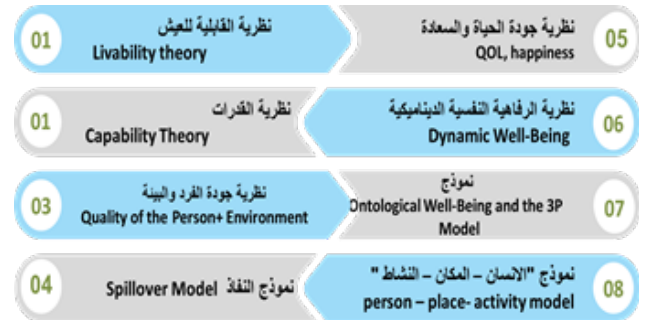 01
نظرية القابلية للعيش
Livability theory
نظرية جودة الحياة والسعادة
QOL, happiness
05
01
نظرية القدرات
Capability Theory
نظرية الرفاهية النفسية الديناميكية
Dynamic Well-Being
06
03
نظرية جودة الفرد والبيئة
Quality of the Person+ Environment
نموذج
Ontological Well-Being and the 3P
Model
07
04
نموذج النفاذ Spillover Model
نموذج "الانسان – المكان – النشاط "
person – place- activity model
08